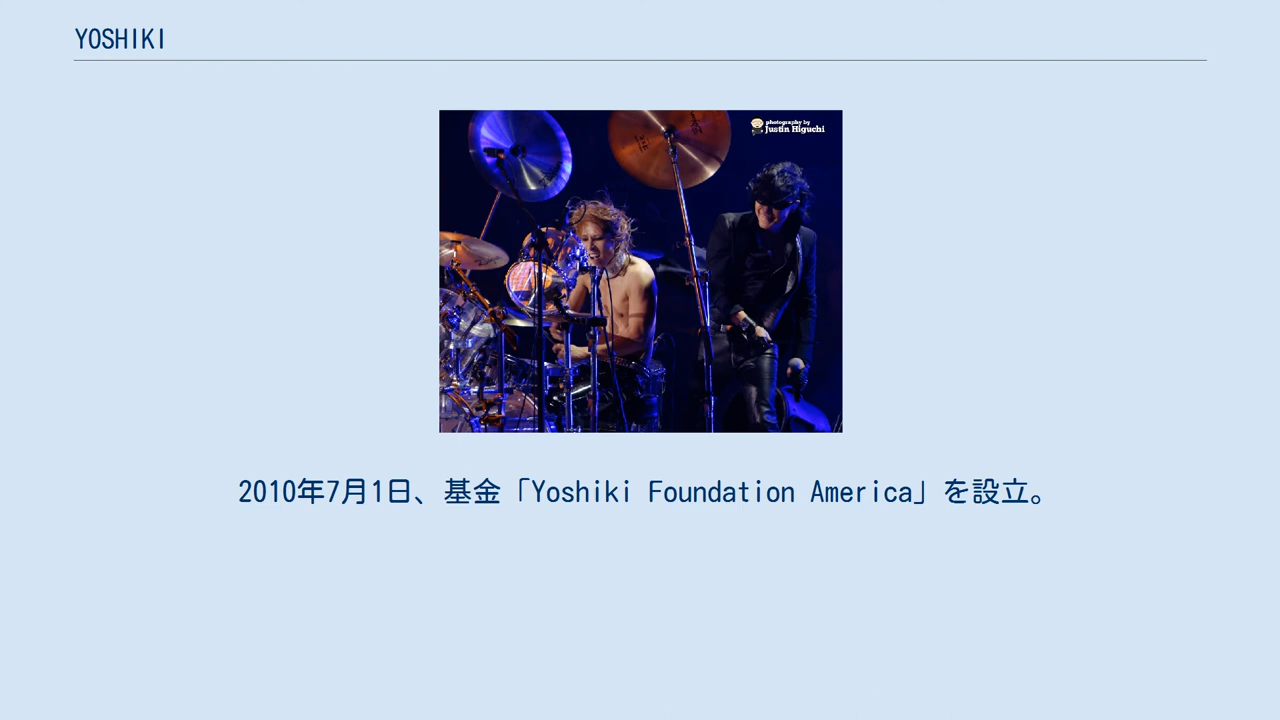 YOSHIKI
photography by
Justin Higuchi
2010年7月1日、基金「Yoshiki Foundation America」を設立。